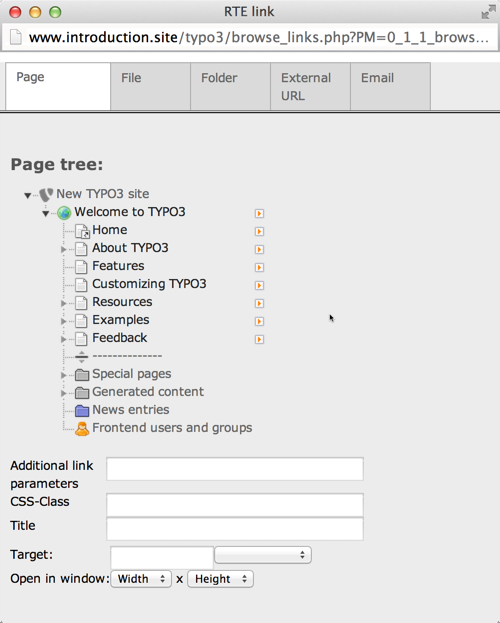 RTE link
www.introduction.site/typo3/browse_links.php?PM=0_1_1_brows...
Page
File
Folder
External
URL
Email
Page tree:
New TYPO3 site
Welcome to TYPO3
Home
About TYPO3
Features
Customizing TYPO3
Resources
Examples
Feedback
--------------
Special pages
Generated content
News entries
Frontend users and groups
Additional link
parameters
CSS-Class
Title
Target:
Open in window: Width x Height